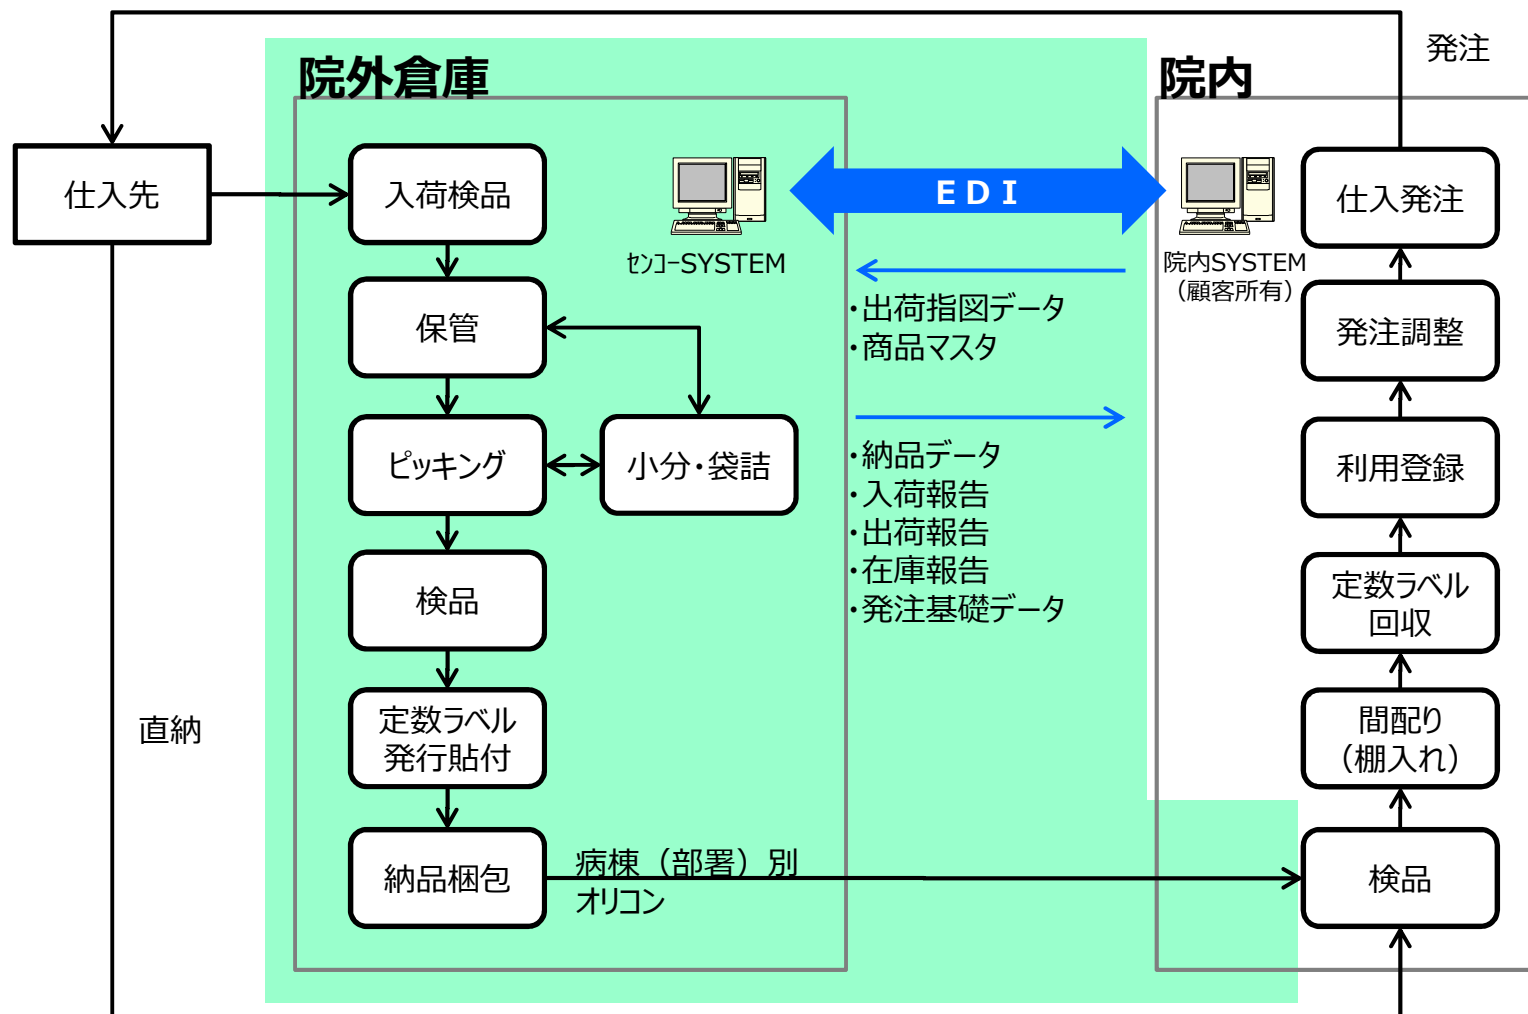 発注
院外倉庫
院内
仕入先
入荷検品
ＥＤＩ
仕入発注
ｾﾝｺｰSYSTEM
院内SYSTEM
（顧客所有）
・出荷指図データ
・商品マスタ
保管
発注調整
ピッキング
小分・袋詰
・納品データ
・入荷報告
・出荷報告
・在庫報告
・発注基礎データ
利用登録
検品
定数ラベル
回収
定数ラベル
発行貼付
直納
間配り
（棚入れ）
納品梱包
病棟（部署）別
オリコン
検品